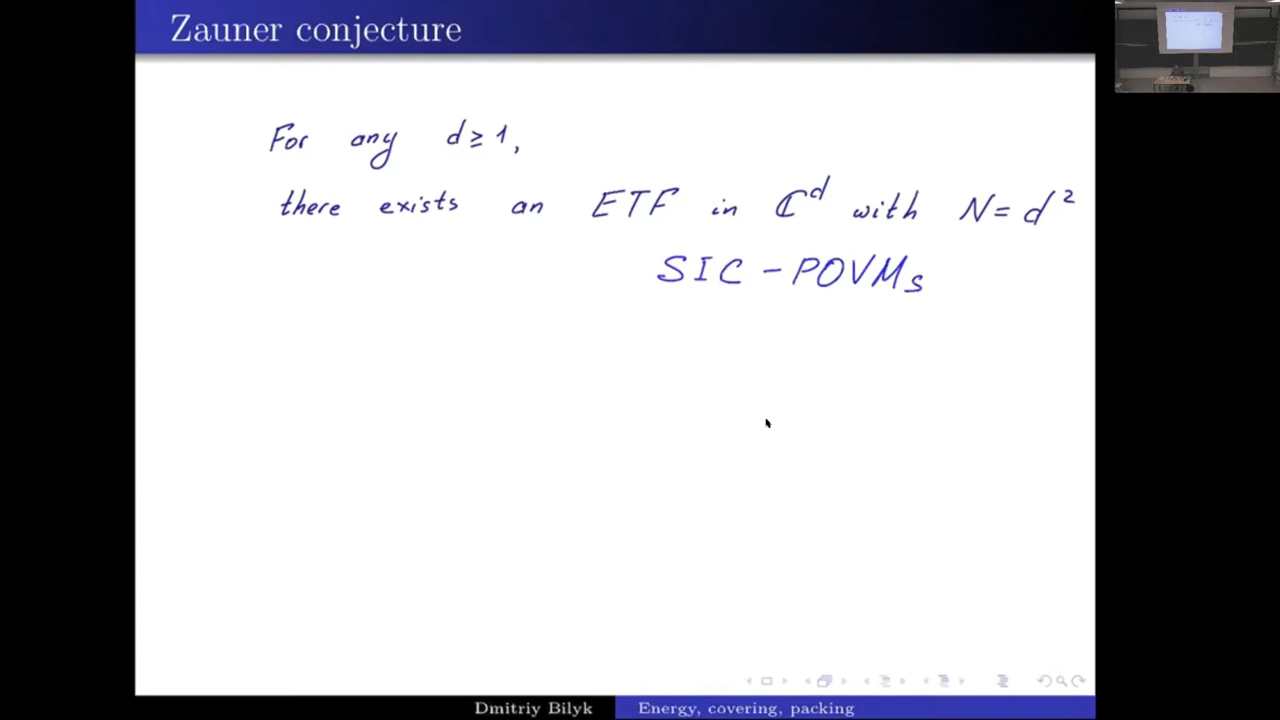 Zauner conjecture
For any d ≥ 1,
there exists an ETF in ℂ^d with N = d^2
SIC - POVMs
Dmitriy Bilyk Energy, covering, packing